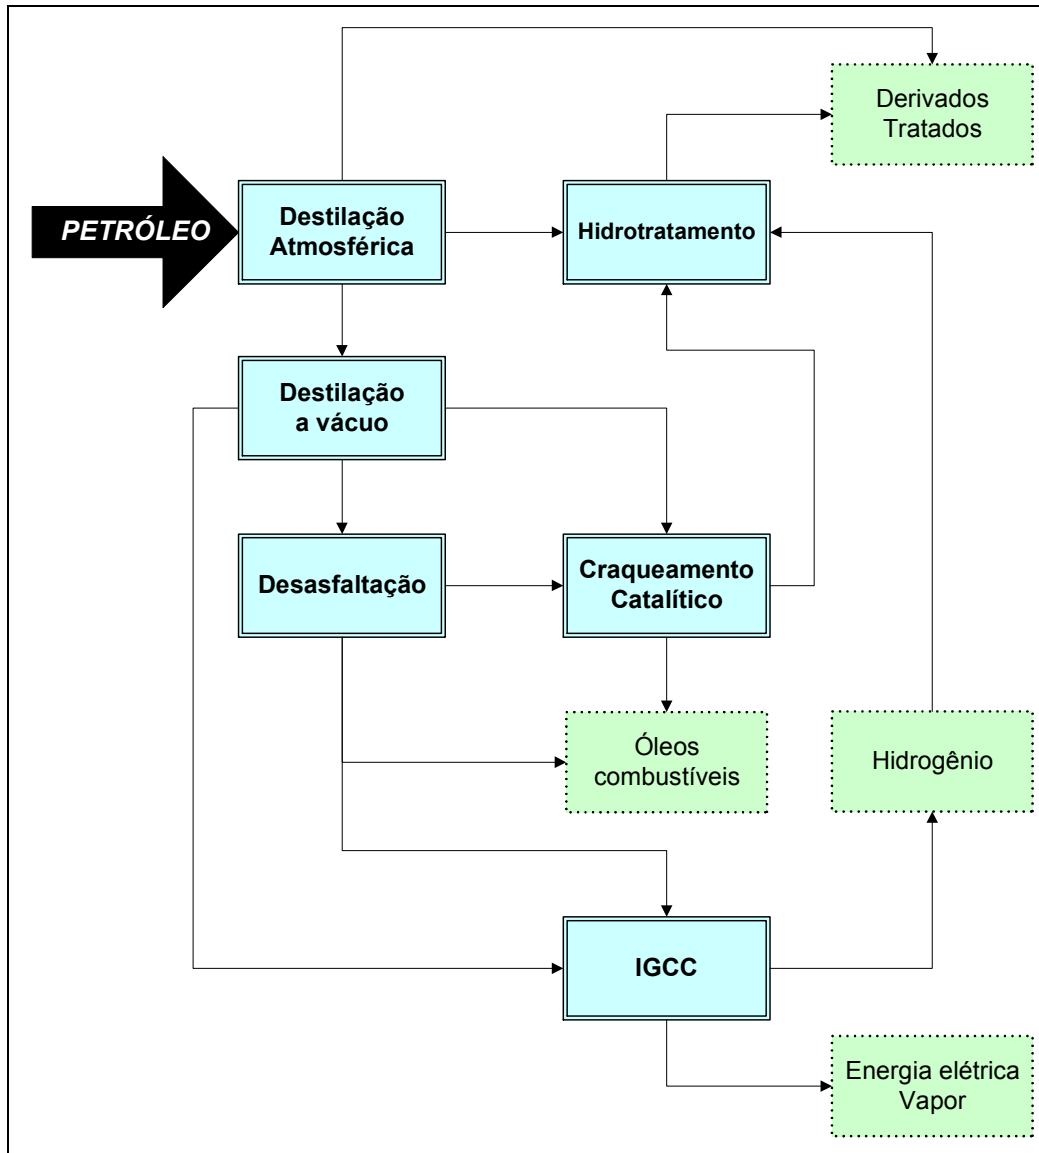 Derivados
Tratados
PETRÓLEO
Destilação
Atmosférica
Hidrotratamento
Destilação
a vácuo
Desasfaltação
Craqueamento
Catalítico
Óleos
combustíveis
Hidrogênio
IGCC
Energia elétrica
Vapor